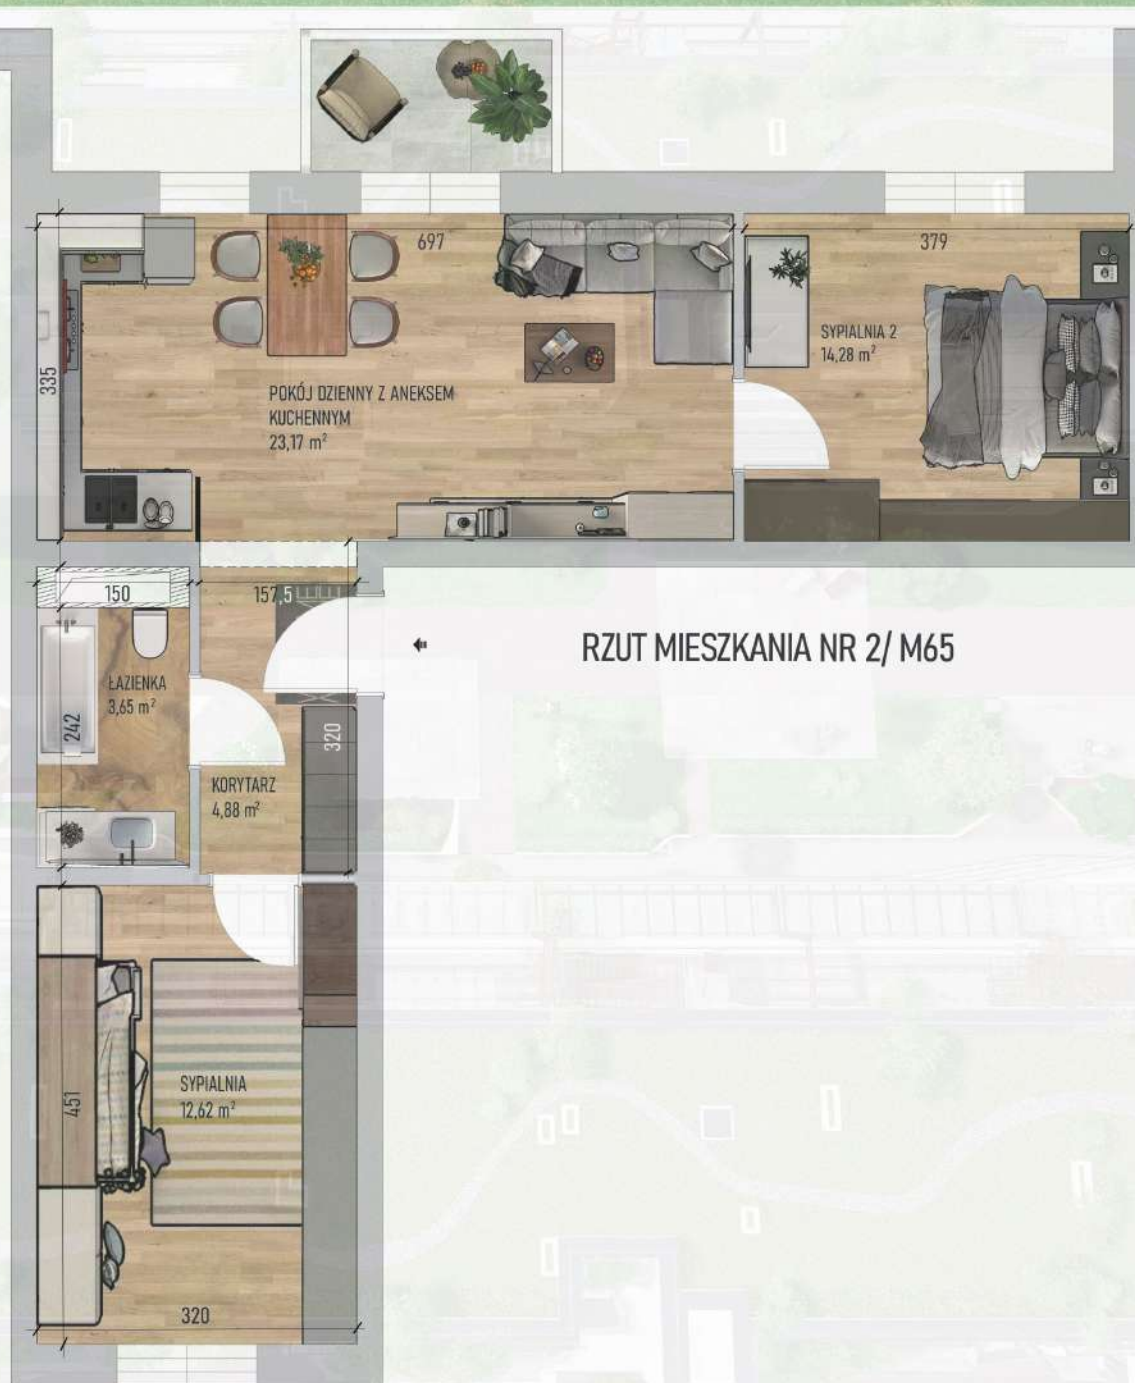 697
379
335
SYPIALNIA 2
14,28 m²
POKÓJ DZIENNY Z ANEKSEM
KUCHENNYM
23,17 m²
150
157,5
RZUT MIESZKANIA NR 2/ M65
ŁAZIENKA
3,65 m²
242
320
KORYTARZ
4,88 m²
SYPIALNIA
12,62 m²
451
320